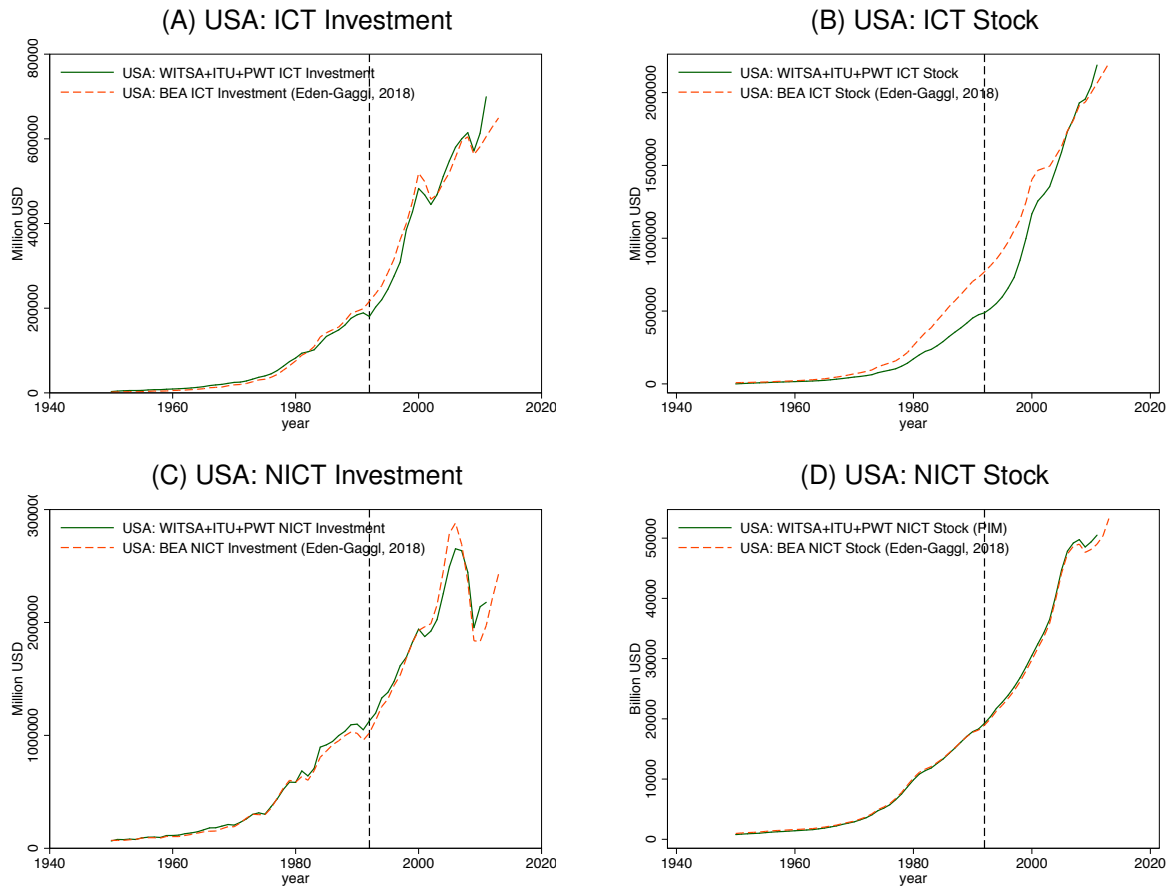 (A) USA: ICT Investment
800000
600000
400000
200000
0
Million USD
USA: WITSA+ITU+PWT ICT Investment
USA: BEA ICT Investment (Eden-Gaggl, 2018)
1940 1960 1980 2000 2020
year
(B) USA: ICT Stock
2000000
1500000
1000000
500000
0
Million USD
USA: WITSA+ITU+PWT ICT Stock
USA: BEA ICT Stock (Eden-Gaggl, 2018)
1940 1960 1980 2000 2020
year
(C) USA: NICT Investment
3000000
2000000
1000000
0
Million USD
USA: WITSA+ITU+PWT NICT Investment
USA: BEA NICT Investment (Eden-Gaggl, 2018)
1940 1960 1980 2000 2020
year
(D) USA: NICT Stock
50000
40000
30000
20000
10000
0
Billion USD
USA: WITSA+ITU+PWT NICT Stock (PIM)
USA: BEA NICT Stock (Eden-Gaggl, 2018)
1940 1960 1980 2000 2020
year